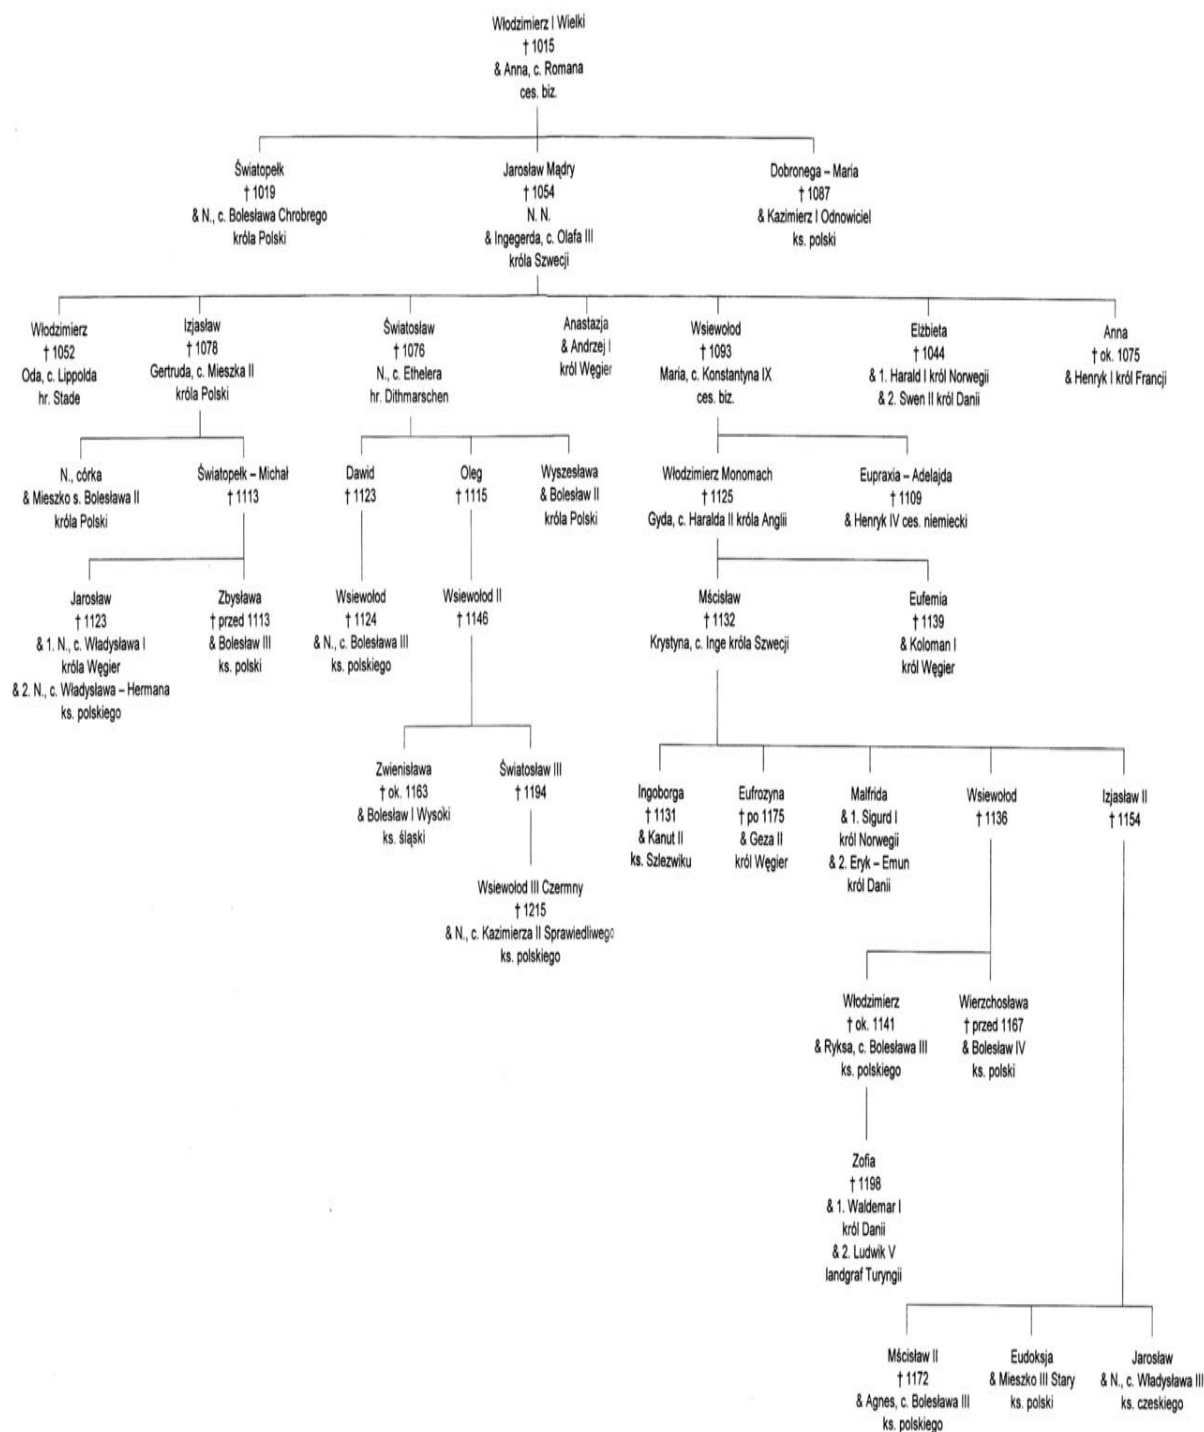 Włodzimierz I Wielki
† 1015
& Anna, c. Romana
ces. biz.
Światopełk
† 1019
& N., c. Bolesława Chrobrego
króla Polski
Jarosław Mądry
† 1054
N. N.
& Ingegerda, c. Olafa III
króla Szwecji
Dobronega – Maria
† 1087
& Kazimierz I Odnowiciel
ks. polski
Włodzimierz
† 1052
Oda, c. Lippolda
hr. Stade
Izjasław
† 1078
Gertruda, c. Mieszka II
króla Polski
Światosław
† 1076
N., c. Ethelera
hr. Dithmarschen
Anastazja
& Andrzej I
król Węgier
Wsiewołod
† 1093
Maria, c. Konstantyna IX
ces. biz.
Elżbieta
† 1044
& 1. Harald I król Norwegii
& 2. Swen II król Danii
Anna
† ok. 1075
& Henryk I król Francji
N., córka
& Mieszko s. Bolesława II
króla Polski
Światopełk – Michał
† 1113
Dawid
† 1123
Oleg
† 1115
Wyszesława
& Bolesław II
król Polski
Włodzimierz Monomach
† 1125
Gyda, c. Haralda II króla Anglii
Eupraxia – Adelajda
† 1109
& Henryk IV ces. niemiecki
Jarosław
† 1123
& 1. N., c. Władysława I
króla Węgier
& 2. N., c. Władysława – Hermana
ks. polskiego
Zbysława
† przed 1113
& Bolesław III
ks. polski
Wsiewołod
† 1124
& N., c. Bolesława III
ks. polskiego
Wsiewołod II
† 1146
Mścisław
† 1132
Krystyna, c. Inge króla Szwecji
Eufemia
† 1139
& Koloman I
król Węgier
Zwienisława
† ok. 1163
& Bolesław I Wysoki
ks. śląski
Światosław III
† 1194
Ingoborga
† 1131
& Kanut II
ks. Szlezwiku
Eufrozyna
† po 1175
& Geza II
król Węgier
Malfrida
& 1. Sigurd I
król Norwegii
& 2. Eryk – Emun
król Danii
Wsiewołod
† 1136
Izjasław II
† 1154
Wsiewołod III Czermny
† 1215
& N., c. Kazimierza II Sprawiedliwego
ks. polskiego
Włodzimierz
† ok. 1141
& Ryksa, c. Bolesława III
ks. polskiego
Wierzchosława
† przed 1167
& Bolesław IV
ks. polski
Zofia
† 1198
& 1. Waldemar I
król Danii
& 2. Ludwik V
landgraf Turyngii
Mścisław II
† 1172
& Agnes, c. Bolesława III
ks. polskiego
Eudoksja
& Mieszko III Stary
ks. polski
Jarosław
& N., c. Władysława III
ks. czeskiego